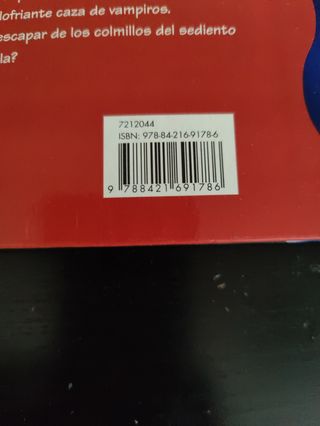 lofriante caza de vampiros.
escapar de los colmillos del sediento
la?
7212044
ISBN: 978-84-216-9178-6
9 788421 691786